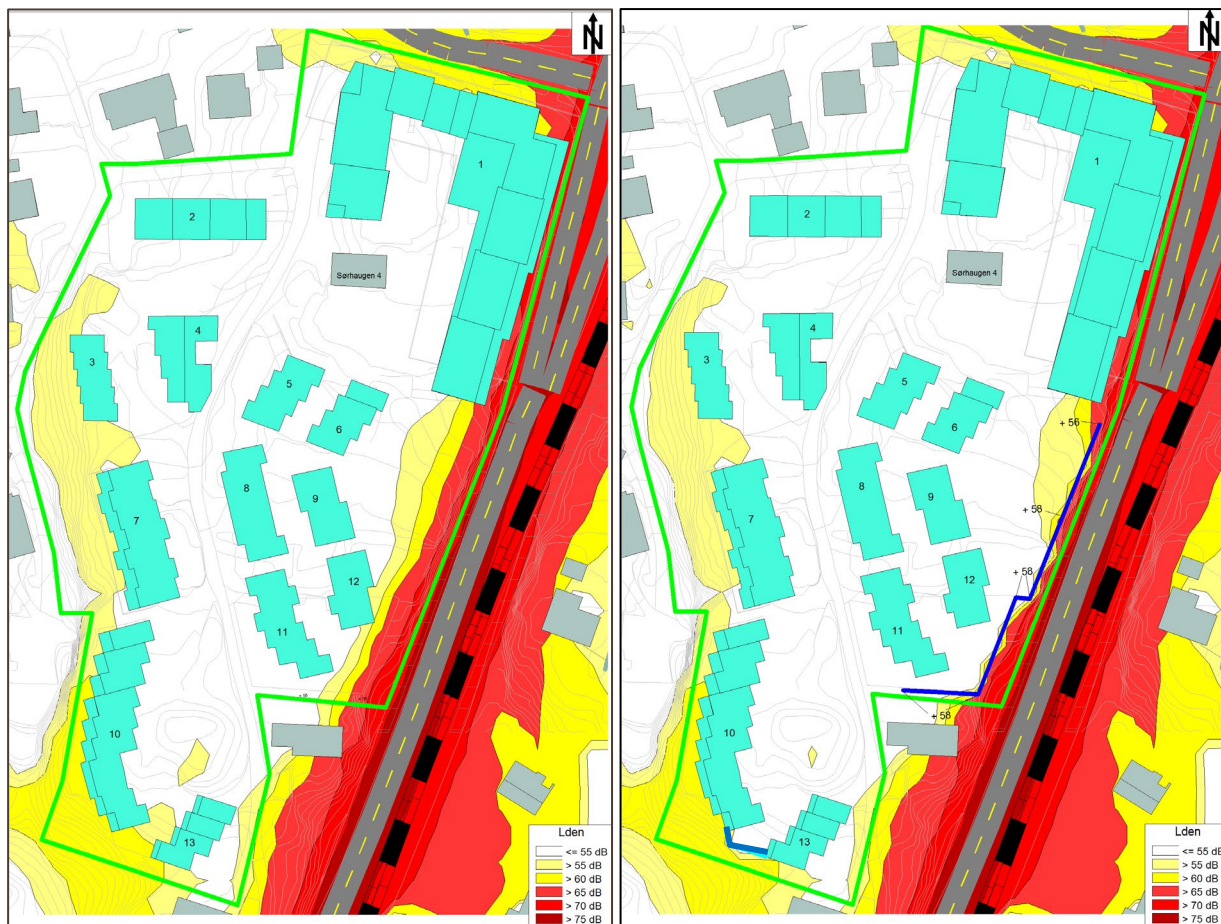 N
1
2
Sørhaugen 4
3
4
5
6
7
8
9
12
11
10
13
Lden
<= 55 dB
> 55 dB
> 60 dB
> 65 dB
> 70 dB
> 75 dB
N
1
2
Sørhaugen 4
3
4
5
6
+ 56
7
8
9
+ 58
+ 58
12
11
+ 58
10
13
Lden
<= 55 dB
> 55 dB
> 60 dB
> 65 dB
> 70 dB
> 75 dB